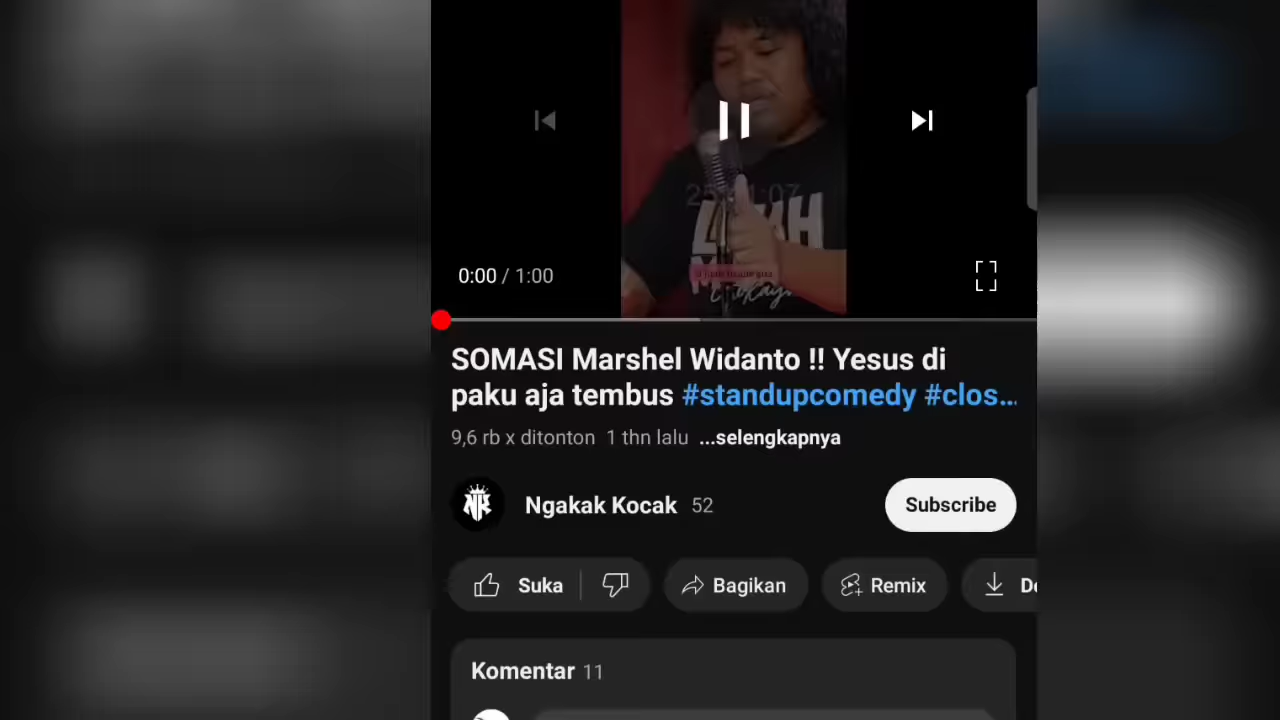 0:00 / 1:00
SOMASI Marshel Widanto !! Yesus di
paku aja tembus #standupcomedy #clos...
9,6 rb x ditonton 1 thn lalu ...selengkapnya
Ngakak Kocak 52
Subscribe
Suka
Bagikan
Remix
De
Komentar 11